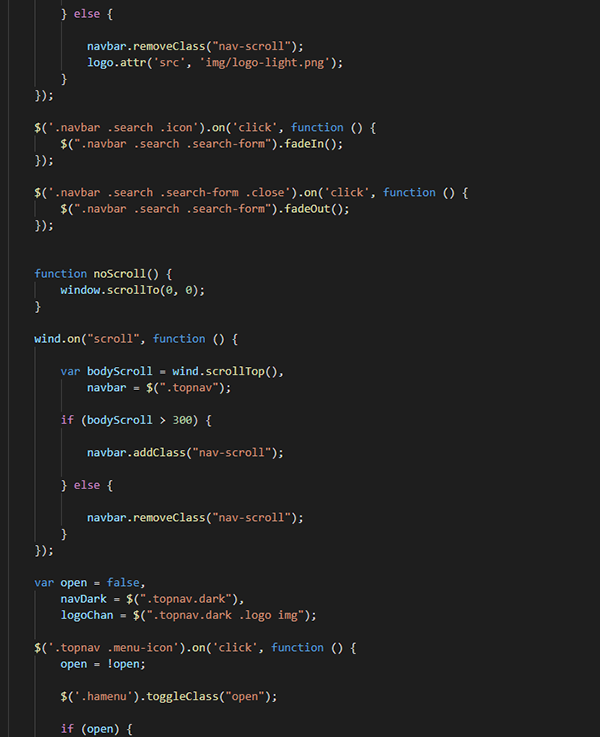 } else {
navbar.removeClass("nav-scroll");
logo.attr('src', 'img/logo-light.png');
}
});
$('.navbar .search .icon').on('click', function () {
$(".navbar .search .search-form").fadeIn();
});
$('.navbar .search .search-form .close').on('click', function () {
$(".navbar .search .search-form").fadeOut();
});
function noScroll() {
window.scrollTo(0, 0);
}
wind.on("scroll", function () {
var bodyScroll = wind.scrollTop(),
navbar = $(".topnav");
if (bodyScroll > 300) {
navbar.addClass("nav-scroll");
} else {
navbar.removeClass("nav-scroll");
}
});
var open = false,
navDark = $(".topnav.dark"),
logoChan = $(".topnav.dark .logo img");
$('.topnav .menu-icon').on('click', function () {
open = !open;
$('.hamenu').toggleClass("open");
if (open) {